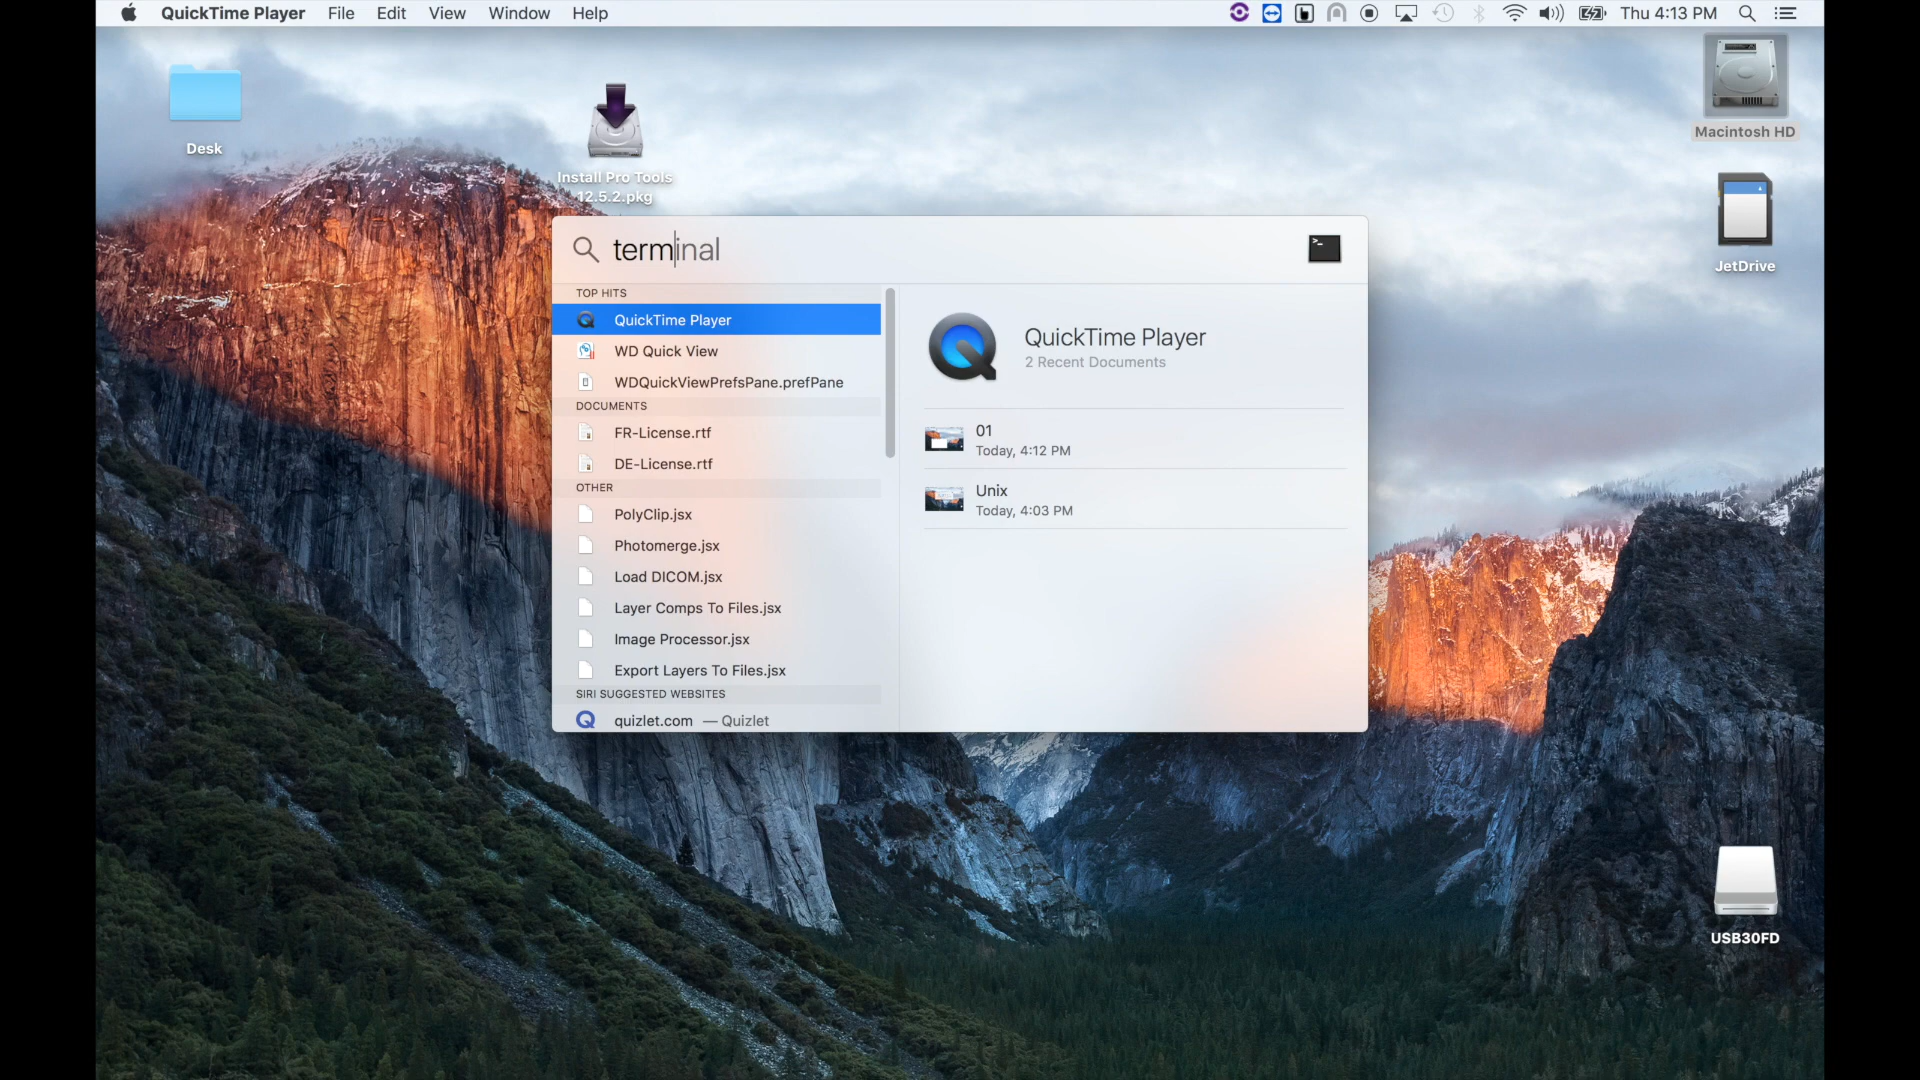 QuickTime Player File Edit View Window Help Thu 4:13 PM
Desk
Install Pro Tools
12.5.2.pkg
Macintosh HD
JetDrive
USB30FD
terminal
TOP HITS
QuickTime Player
WD Quick View
WDQuickViewPrefsPane.prefPane
DOCUMENTS
FR-License.rtf
DE-License.rtf
OTHER
PolyClip.jsx
Photomerge.jsx
Load DICOM.jsx
Layer Comps To Files.jsx
Image Processor.jsx
Export Layers To Files.jsx
SIRI SUGGESTED WEBSITES
quizlet.com — Quizlet
QuickTime Player
2 Recent Documents
01
Today, 4:12 PM
Unix
Today, 4:03 PM